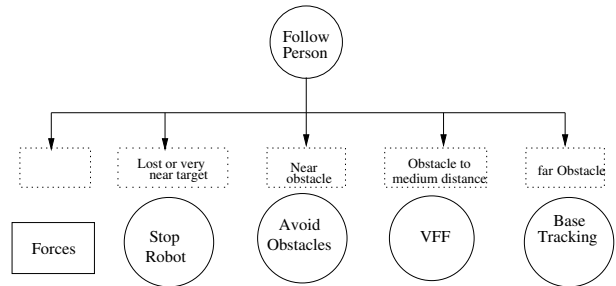 Follow
Person
Lost or very
near target
Near
obstacle
Obstacle to
medium distance
far Obstacle
Forces
Stop
Robot
Avoid
Obstacles
VFF
Base
Tracking